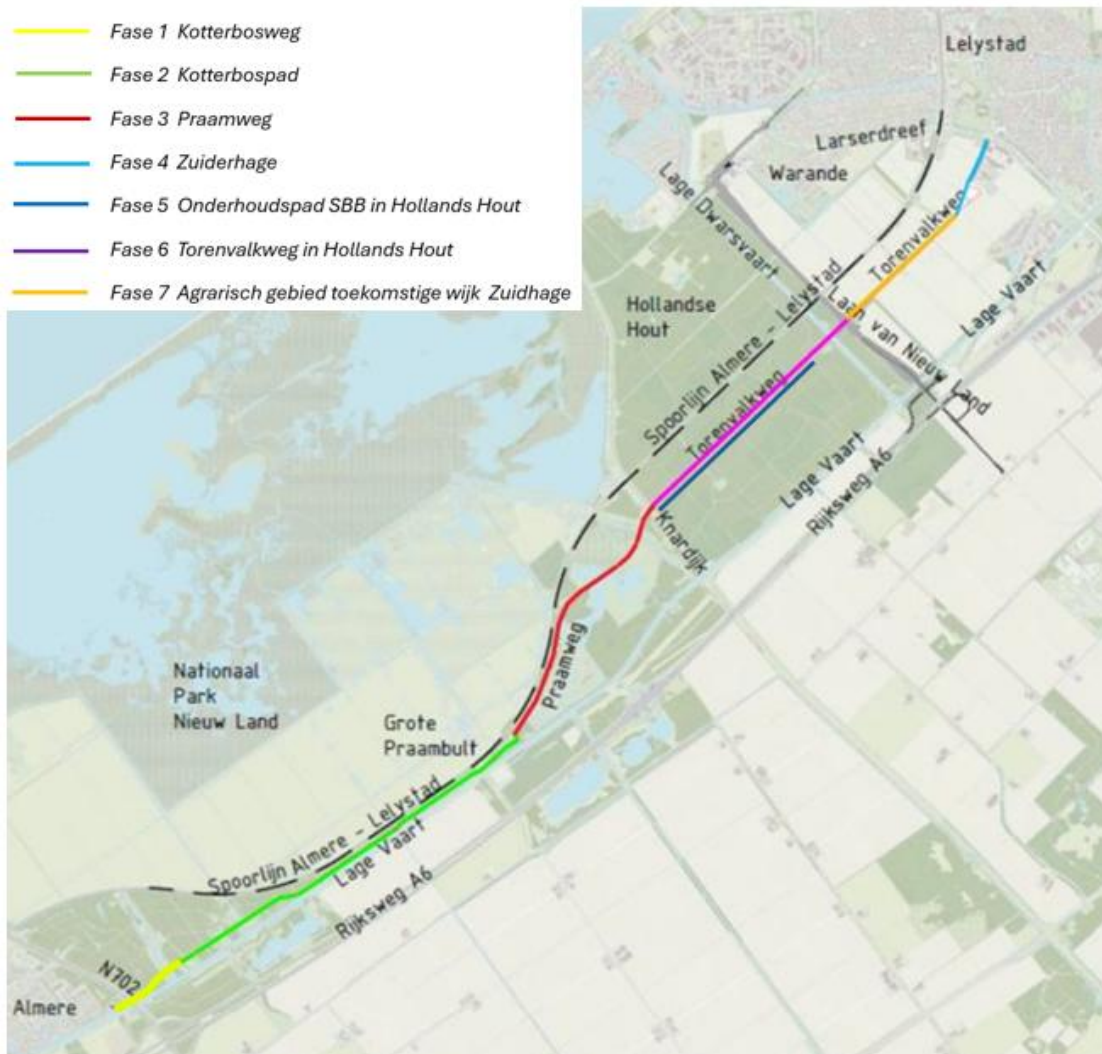 Fase 1 Kotterbosweg
Fase 2 Kotterbospad
Fase 3 Praamweg
Fase 4 Zuiderhage
Fase 5 Onderhoudspad SBB in Hollands Hout
Fase 6 Torenvalkweg in Hollands Hout
Fase 7 Agrarisch gebied toekomstige wijk Zuidhage
Lelystad
Larserdreef
Warande
Lage Dwarsvaart
Torenvalkweg
Lage Vaart
Hollandse
Hout
Spoorlijn Almere - Lelystad
Laan van Nieuw Land
Torenvalkweg
Lage Vaart
Rijksweg A6
Knardijk
Praamweg
Nationaal
Park
Nieuw Land
Grote
Praambult
Spoorlijn Almere - Lelystad
Lage Vaart
Rijksweg A6
N702
Almere